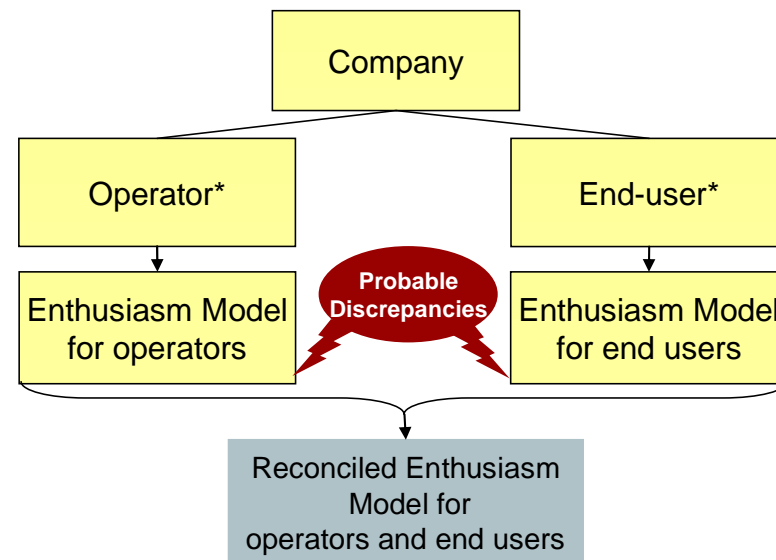 Company
Operator*
End-user*
Probable
Discrepancies
Enthusiasm Model
for operators
Enthusiasm Model
for end users
Reconciled Enthusiasm
Model for
operators and end users